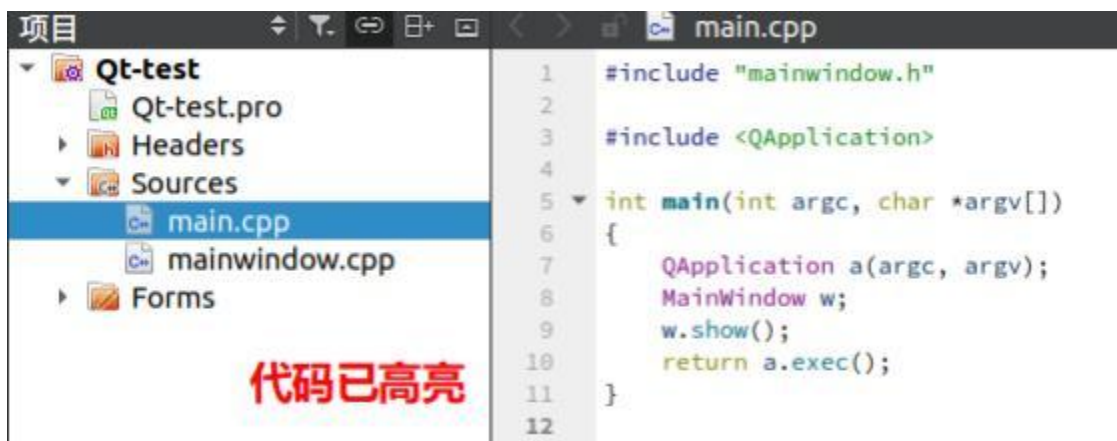 项目
Qt-test
Qt-test.pro
Headers
Sources
main.cpp
mainwindow.cpp
Forms
代码已高亮
main.cpp
1 #include "mainwindow.h"
2
3 #include <QApplication>
4
5 int main(int argc, char *argv[])
6 {
7     QApplication a(argc, argv);
8     MainWindow w;
9     w.show();
10     return a.exec();
11 }
12